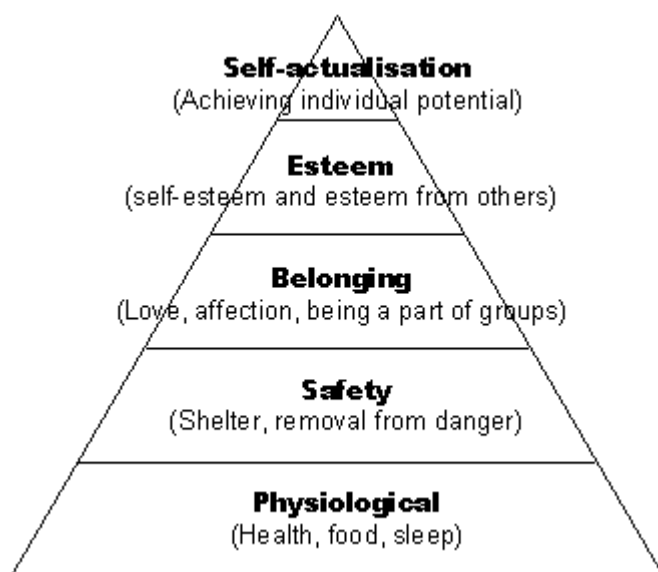 Self-actualisation
(Achieving individual potential)
Esteem
(self-esteem and esteem from others)
Belonging
(Love, affection, being a part of groups)
Safety
(Shelter, removal from danger)
Physiological
(Health, food, sleep)